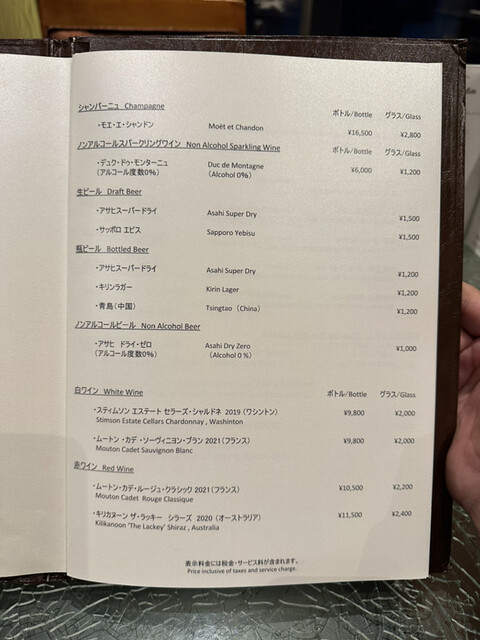 シャンパーニュ Champagne ボトル/Bottle グラス/Glass
・モエ・エ・シャンドン Moët et Chandon ¥16,500 ¥2,800
ノンアルコールスパークリングワイン Non Alcohol Sparkling Wine ボトル/Bottle グラス/Glass
・デュク・ドゥ・モンターニュ Duc de Montagne ¥6,000 ¥1,200
(アルコール度数0%) (Alcohol 0%)
生ビール Draft Beer
・アサヒスーパードライ Asahi Super Dry ¥1,500
・サッポロ エビス Sapporo Yebisu ¥1,500
瓶ビール Bottled Beer
・アサヒスーパードライ Asahi Super Dry ¥1,200
・キリンラガー Kirin Lager ¥1,200
・青島(中国) Tsingtao (China) ¥1,200
ノンアルコールビール Non Alcohol Beer
・アサヒ ドライ・ゼロ Asahi Dry Zero ¥1,000
(アルコール度数0%) (Alcohol 0%)
白ワイン White Wine ボトル/Bottle グラス/Glass
・スティムソン エステート セラーズ・シャルドネ 2019 (ワシントン) ¥9,800 ¥2,000
Stimson Estate Cellars Chardonnay , Washinton
・ムートン・カデ・ソーヴィニヨン・ブラン 2021 (フランス) ¥9,800 ¥2,000
Mouton Cadet Sauvignon Blanc
赤ワイン Red Wine
・ムートン・カデ・ルージュ・クラシック 2021 (フランス) ¥10,500 ¥2,200
Mouton Cadet Rouge Classique
・キリカヌーン ザ・ラッキー シラーズ 2020 (オーストラリア) ¥11,500 ¥2,400
Kilikanoon 'The Lackey' Shiraz , Australia
表示料金には税金・サービス料が含まれます。
Price inclusive of taxes and service charge.